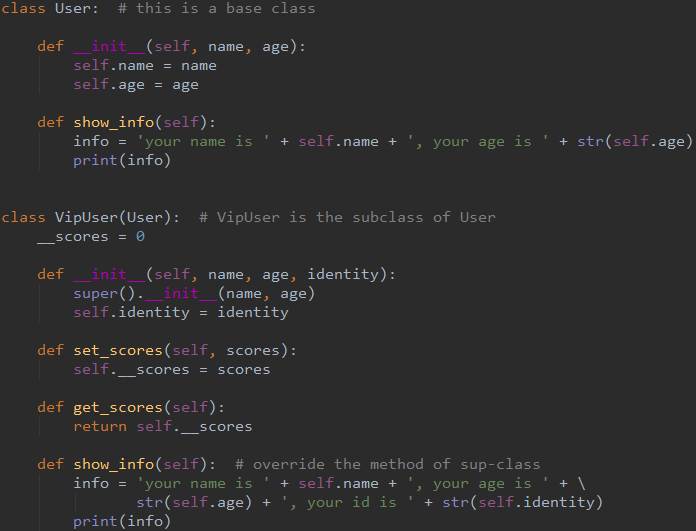 class User:  # this is a base class
    def __init__(self, name, age):
        self.name = name
        self.age = age
    def show_info(self):
        info = 'your name is ' + self.name + ', your age is ' + str(self.age)
        print(info)
class VipUser(User):  # VipUser is the subclass of User
    __scores = 0
    def __init__(self, name, age, identity):
        super().__init__(name, age)
        self.identity = identity
    def set_scores(self, scores):
        self.__scores = scores
    def get_scores(self):
        return self.__scores
    def show_info(self):  # override the method of sup-class
        info = 'your name is ' + self.name + ', your age is ' + \
               str(self.age) + ', your id is ' + str(self.identity)
        print(info)